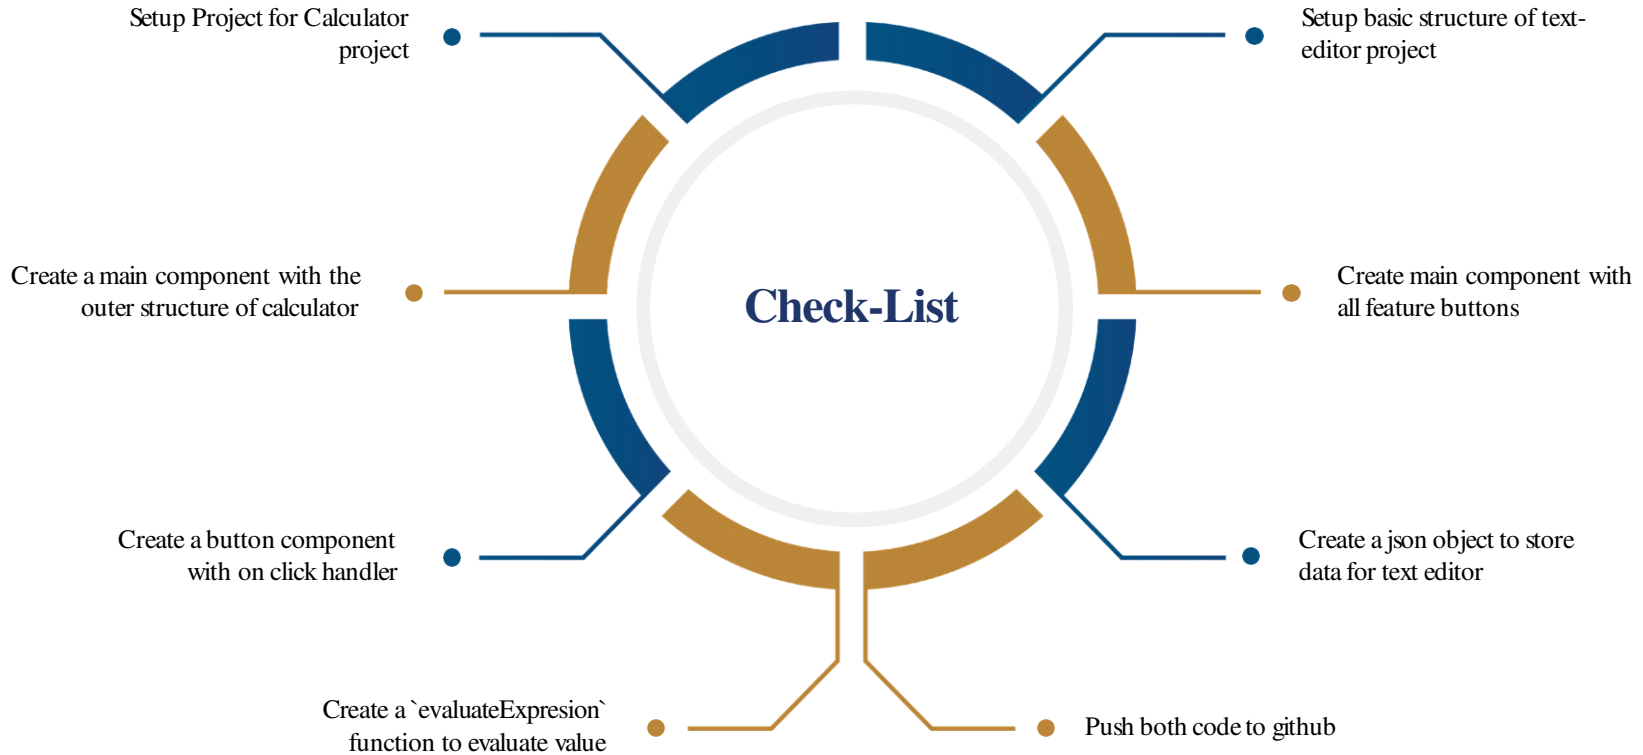 Setup Project for Calculator
project
Create a main component with the
outer structure of calculator
Create a button component
with on click handler
Create a `evaluateExpresion`
function to evaluate value
Check-List
Setup basic structure of text-
editor project
Create main component with
all feature buttons
Create a json object to store
data for text editor
Push both code to github